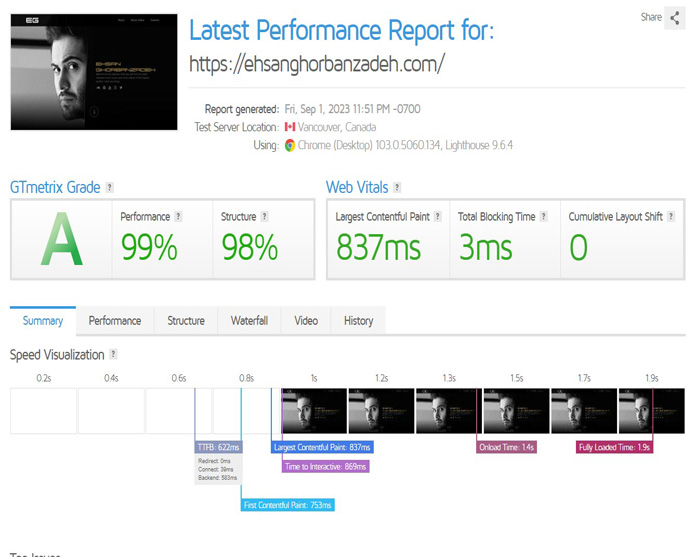 EG
EHSAN
GHORBANZADEH
Latest Performance Report for:
Share
https://ehsanghorbanzadeh.com/
Report generated: Fri, Sep 1, 2023 11:51 PM -0700
Test Server Location: Vancouver, Canada
Using: Chrome (Desktop) 103.0.5060.134, Lighthouse 9.6.4
GTmetrix Grade ?
Web Vitals ?
A
Performance ?
99%
Structure ?
98%
Largest Contentful Paint ?
837ms
Total Blocking Time ?
3ms
Cumulative Layout Shift ?
0
Summary Performance Structure Waterfall Video History
Speed Visualization ?
0.2s 0.4s 0.6s 0.8s 1s 1.2s 1.3s 1.5s 1.7s 1.9s
TTFB: 622ms
Redirect: 0ms
Connect: 39ms
Backend: 583ms
Largest Contentful Paint: 837ms
Onload Time: 1.4s
Fully Loaded Time: 1.9s
Time to Interactive: 869ms
First Contentful Paint: 753ms